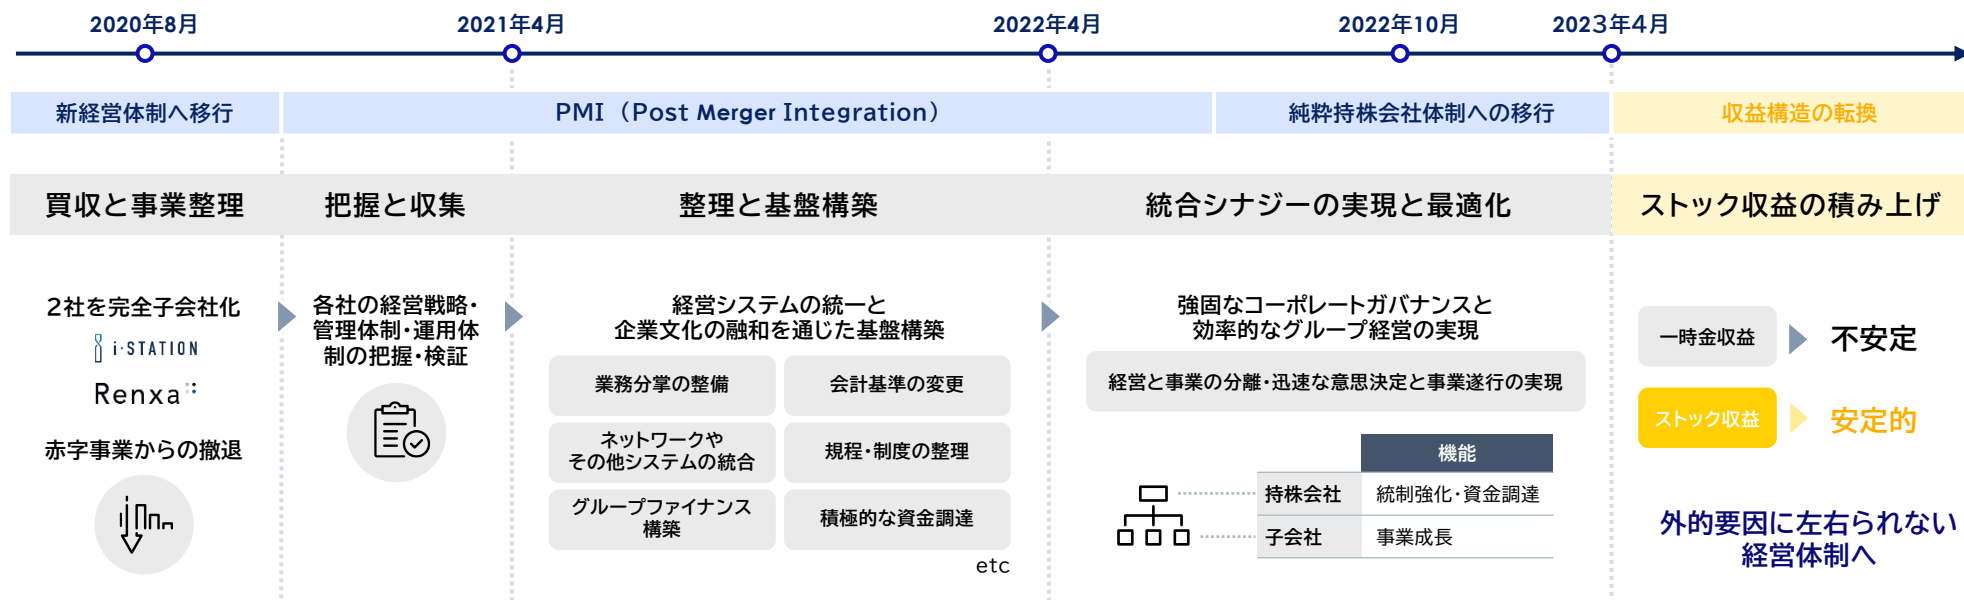 2020年8月
2021年4月
2022年4月
2022年10月
2023年4月
新経営体制へ移行
PMI（Post Merger Integration）
純粋持株会社体制への移行
収益構造の転換
買収と事業整理
把握と収集
整理と基盤構築
統合シナジーの実現と最適化
ストック収益の積み上げ
2社を完全子会社化
i·STATION
Renxa
赤字事業からの撤退
各社の経営戦略・
管理体制・運用体
制の把握・検証
経営システムの統一と
企業文化の融和を通じた基盤構築
業務分掌の整備
会計基準の変更
ネットワークや
その他システムの統合
規程・制度の整理
グループファイナンス
構築
積極的な資金調達
etc
強固なコーポレートガバナンスと
効率的なグループ経営の実現
経営と事業の分離・迅速な意思決定と事業遂行の実現
機能
持株会社 統制強化・資金調達
子会社 事業成長
一時金収益 不安定
ストック収益 安定的
外的要因に左右られない
経営体制へ